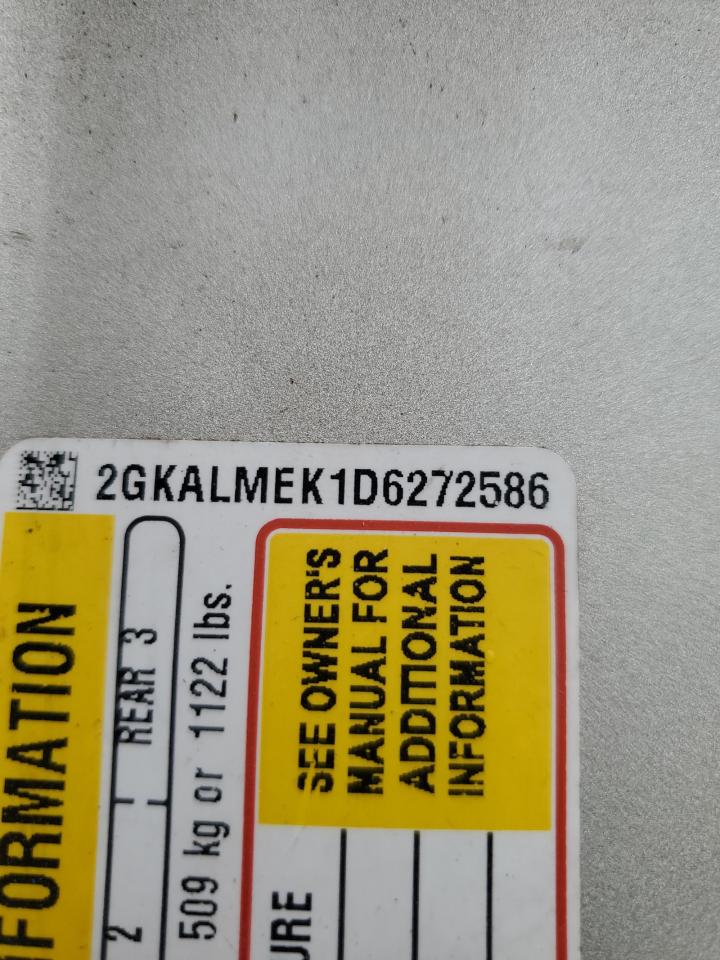 2GKALMEK1D6272586
FORMATION
2 REAR 3
509 kg or 1122 lbs.
SEE OWNER'S
MANUAL FOR
ADDITIONAL
INFORMATION
URE